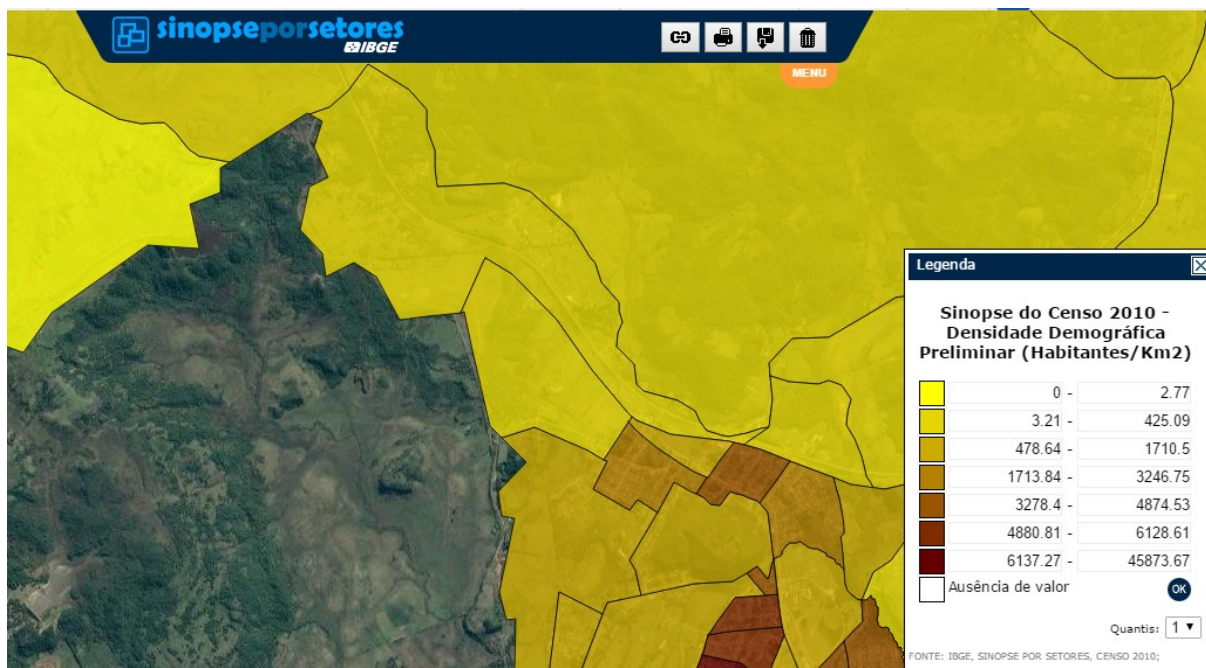 sinopseporsetores
IBGE
MENU
Legenda
Sinopse do Censo 2010 -
Densidade Demográfica
Preliminar (Habitantes/Km2)
0 - 2.77
3.21 - 425.09
478.64 - 1710.5
1713.84 - 3246.75
3278.4 - 4874.53
4880.81 - 6128.61
6137.27 - 45873.67
Ausência de valor OK
Quantis: 1
FONTE: IBGE, SINOPSE POR SETORES, CENSO 2010;